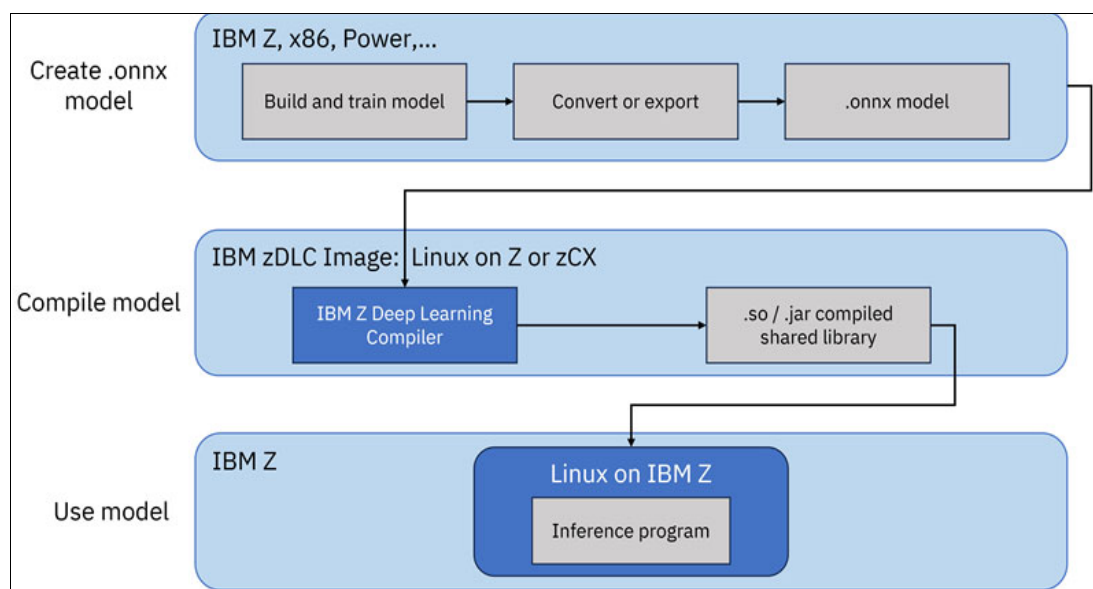 IBM Z, x86, Power,...
Create .onnx
model
Build and train model
Convert or export
.onnx model
IBM zDLC Image:  Linux on Z or zCX
Compile model
IBM Z Deep Learning
Compiler
.so / .jar compiled
shared library
IBM Z
Linux on IBM Z
Use model
Inference program